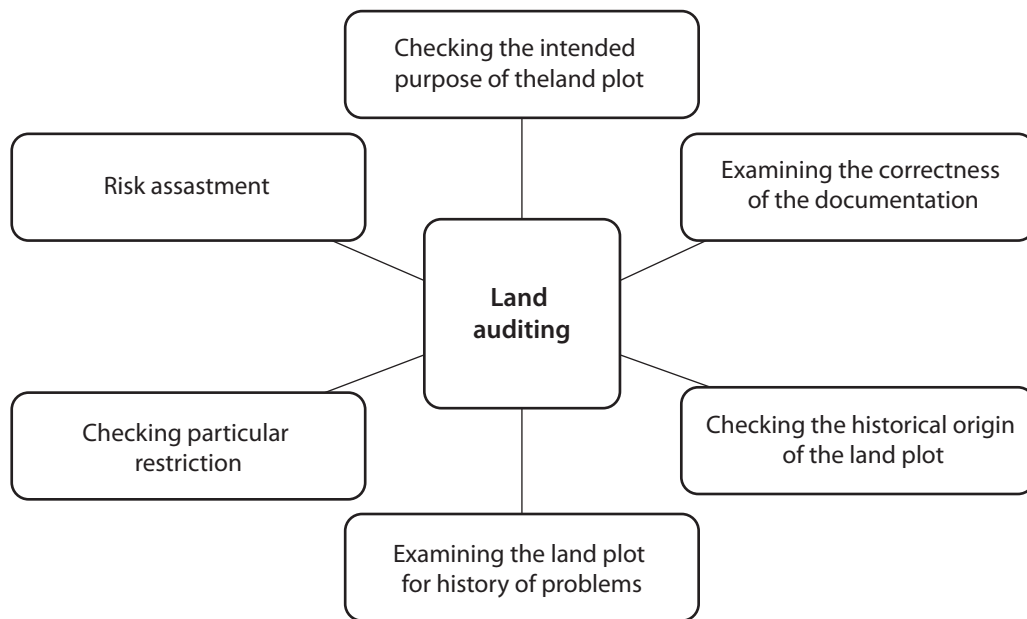 Checking the intended
purpose of theland plot
Risk assastment
Examining the correctness
of the documentation
Land
auditing
Checking particular
restriction
Checking the historical origin
of the land plot
Examining the land plot
for history of problems